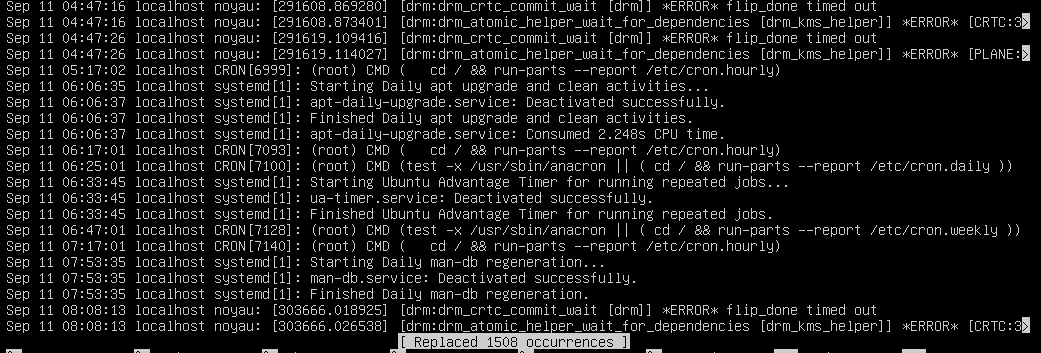 Sep 11 04:47:16 localhost noyau: [291608.869280] [drm:drm_crtc_commit_wait [drm]] *ERROR* flip_done timed out
Sep 11 04:47:26 localhost noyau: [291608.873401] [drm:drm_atomic_helper_wait_for_dependencies [drm_kms_helper]] *ERROR* [CRTC:3>
Sep 11 04:47:26 localhost noyau: [291619.109416] [drm:drm_crtc_commit_wait [drm]] *ERROR* flip_done timed out
Sep 11 04:47:26 localhost noyau: [291619.114027] [drm:drm_atomic_helper_wait_for_dependencies [drm_kms_helper]] *ERROR* [PLANE:>
Sep 11 05:17:02 localhost CRON[6999]: (root) CMD (   cd / && run-parts --report /etc/cron.hourly)
Sep 11 06:06:35 localhost systemd[1]: Starting Daily apt upgrade and clean activities...
Sep 11 06:06:37 localhost systemd[1]: apt-daily-upgrade.service: Deactivated successfully.
Sep 11 06:06:37 localhost systemd[1]: Finished Daily apt upgrade and clean activities.
Sep 11 06:06:37 localhost systemd[1]: apt-daily-upgrade.service: Consumed 2.248s CPU time.
Sep 11 06:17:01 localhost CRON[7093]: (root) CMD (   cd / && run-parts --report /etc/cron.hourly)
Sep 11 06:25:01 localhost CRON[7100]: (root) CMD (test -x /usr/sbin/anacron || ( cd / && run-parts --report /etc/cron.daily ))
Sep 11 06:33:45 localhost systemd[1]: Starting Ubuntu Advantage Timer for running repeated jobs...
Sep 11 06:33:45 localhost systemd[1]: ua-timer.service: Deactivated successfully.
Sep 11 06:33:45 localhost systemd[1]: Finished Ubuntu Advantage Timer for running repeated jobs.
Sep 11 06:47:01 localhost CRON[7128]: (root) CMD (test -x /usr/sbin/anacron || ( cd / && run-parts --report /etc/cron.weekly ))
Sep 11 07:17:01 localhost CRON[7140]: (root) CMD (   cd / && run-parts --report /etc/cron.hourly)
Sep 11 07:53:35 localhost systemd[1]: Starting Daily man-db regeneration...
Sep 11 07:53:35 localhost systemd[1]: man-db.service: Deactivated successfully.
Sep 11 07:53:35 localhost systemd[1]: Finished Daily man-db regeneration.
Sep 11 08:08:13 localhost noyau: [303666.018925] [drm:drm_crtc_commit_wait [drm]] *ERROR* flip_done timed out
Sep 11 08:08:13 localhost noyau: [303666.026538] [drm:drm_atomic_helper_wait_for_dependencies [drm_kms_helper]] *ERROR* [CRTC:3>
[ Replaced 1508 occurrences ]